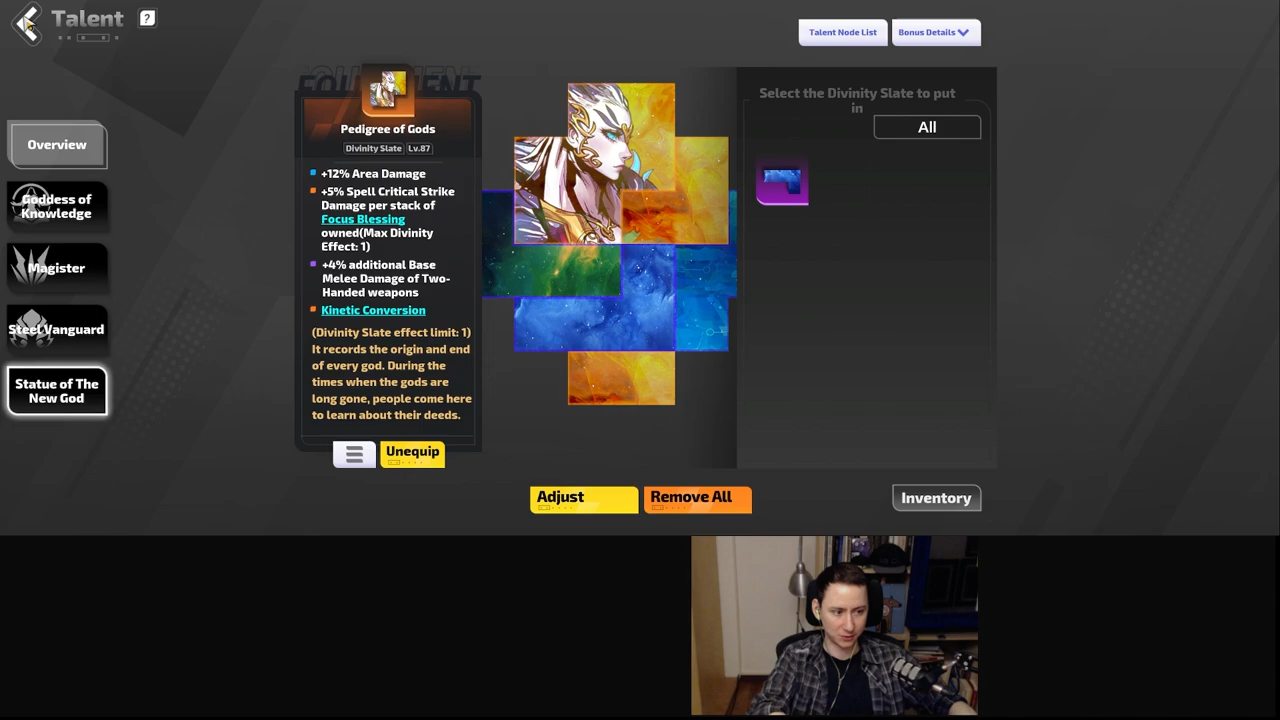 Talent
?
Talent Node List
Bonus Details
Overview
Goddess of
Knowledge
Magister
Steel Vanguard
Statue of The
New God
Pedigree of Gods
Divinity Slate
Lv.87
+12% Area Damage
+5% Spell Critical Strike
Damage per stack of
Focus Blessing
owned(Max Divinity
Effect: 1)
+4% additional Base
Melee Damage of Two-
Handed weapons
Kinetic Conversion
(Divinity Slate effect limit: 1)
It records the origin and end
of every god. During the
times when the gods are
long gone, people come here
to learn about their deeds.
Unequip
Select the Divinity Slate to put
in
All
Adjust
Remove All
Inventory